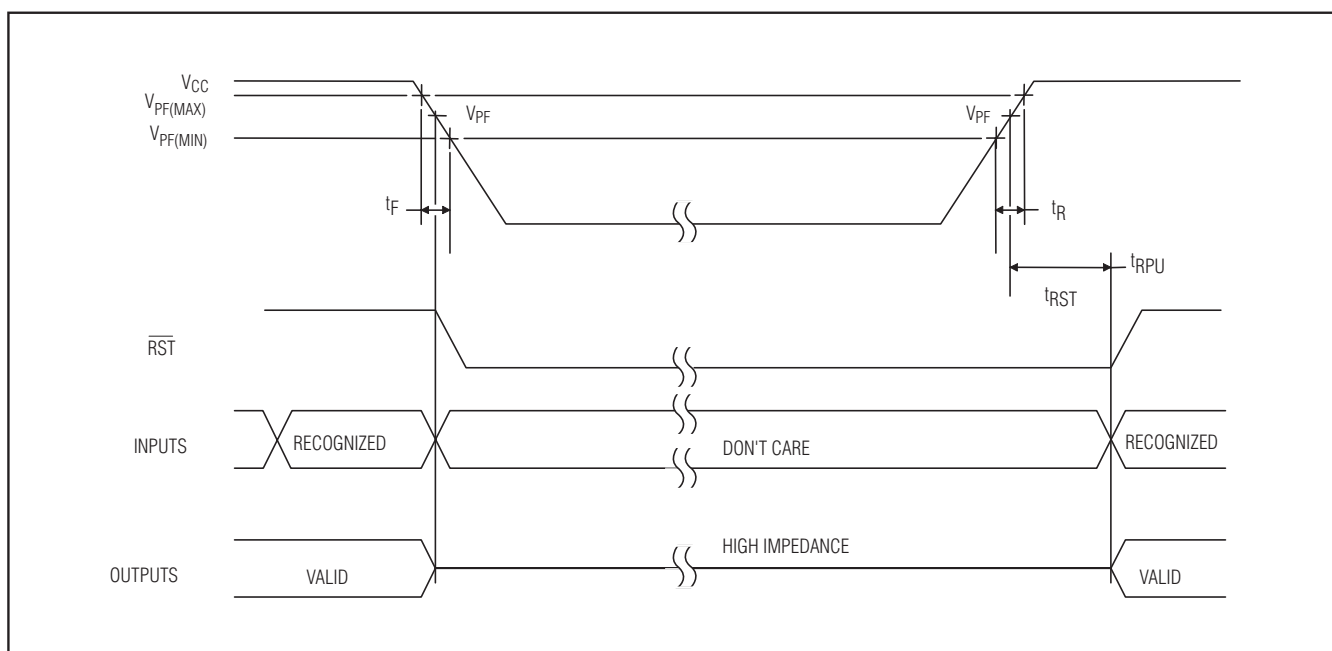 VCC
VPF(MAX)
VPF VPF
VPF(MIN)
tF tR
tRPU
tRST
RST
INPUTS RECOGNIZED DON'T CARE RECOGNIZED
HIGH IMPEDANCE
OUTPUTS VALID VALID